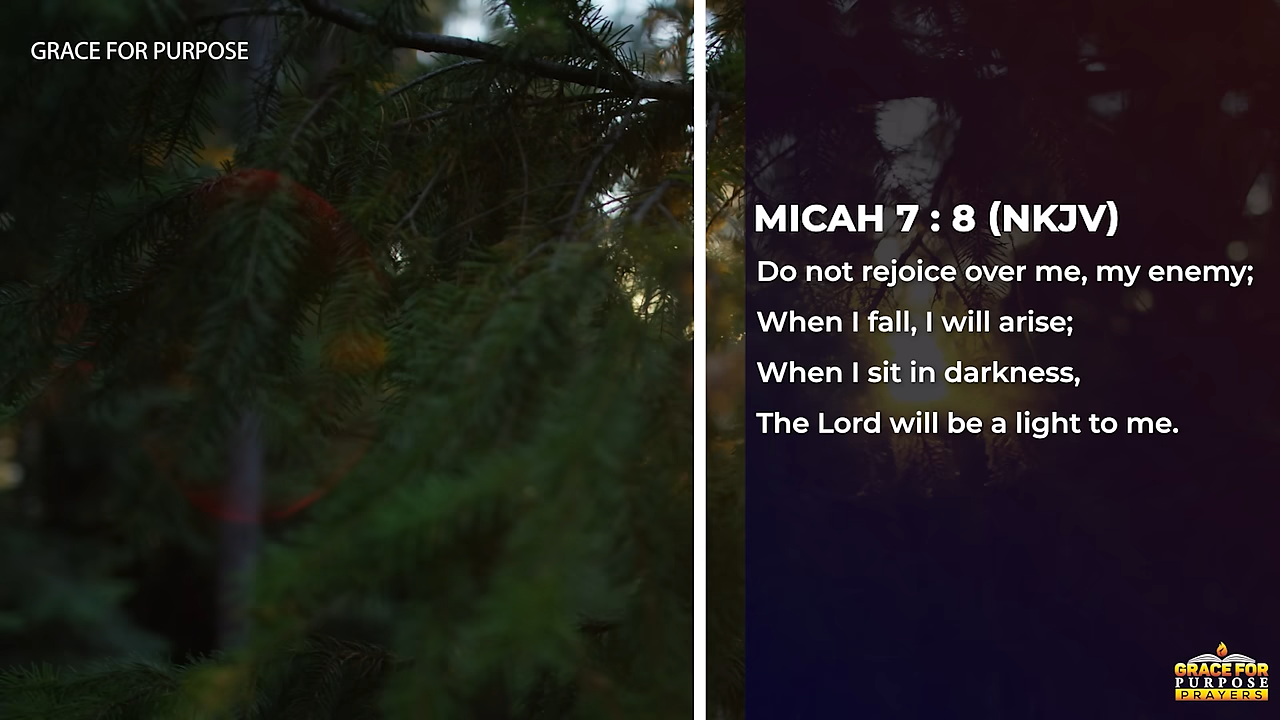 GRACE FOR PURPOSE
MICAH 7 : 8 (NKJV)
Do not rejoice over me, my enemy;
When I fall, I will arise;
When I sit in darkness,
The Lord will be a light to me.
GRACE FOR
PURPOSE
PRAYERS